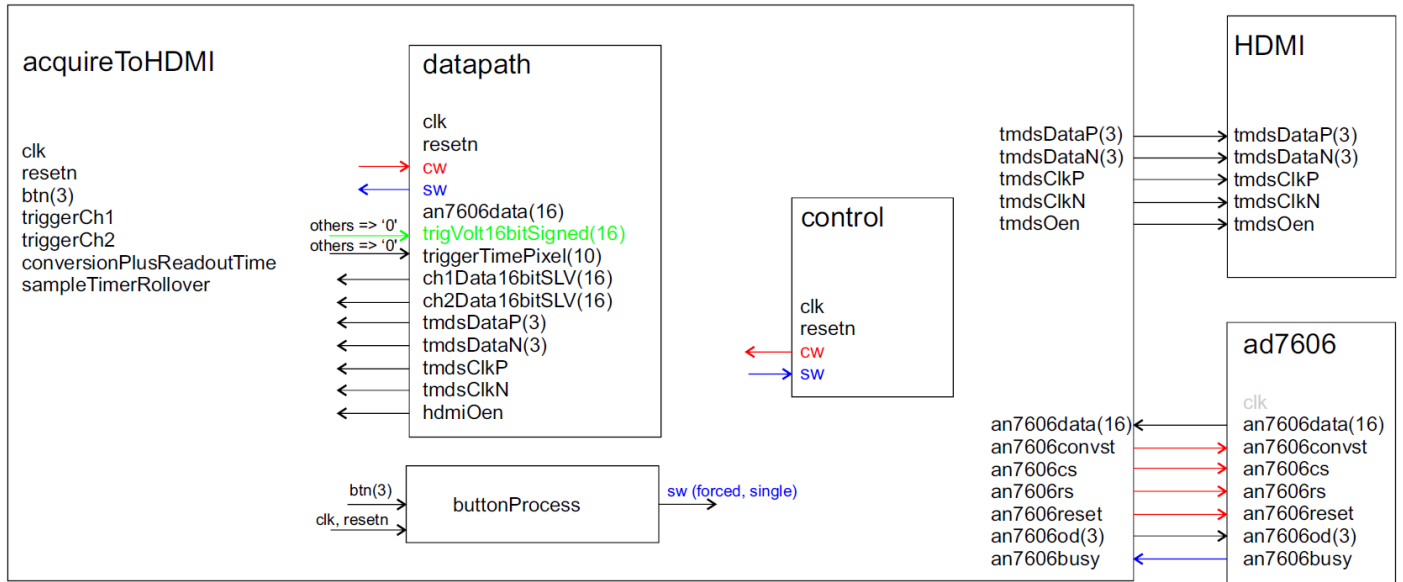 acquireToHDMI
clk
resetn
btn(3)
triggerCh1
triggerCh2
conversionPlusReadoutTime
sampleTimerRollover
datapath
clk
resetn
cw
sw
an7606data(16)
others => '0'
trigVolt16bitSigned(16)
others => '0'
triggerTimePixel(10)
ch1Data16bitSLV(16)
ch2Data16bitSLV(16)
tmdsDataP(3)
tmdsDataN(3)
tmdsClkP
tmdsClkN
hdmiOen
btn(3)
clk, resetn
buttonProcess
sw (forced, single)
control
clk
resetn
cw
sw
tmdsDataP(3)
tmdsDataN(3)
tmdsClkP
tmdsClkN
tmdsOen
an7606data(16)
an7606convst
an7606cs
an7606rs
an7606reset
an7606od(3)
an7606busy
HDMI
tmdsDataP(3)
tmdsDataN(3)
tmdsClkP
tmdsClkN
tmdsOen
ad7606
clk
an7606data(16)
an7606convst
an7606cs
an7606rs
an7606reset
an7606od(3)
an7606busy